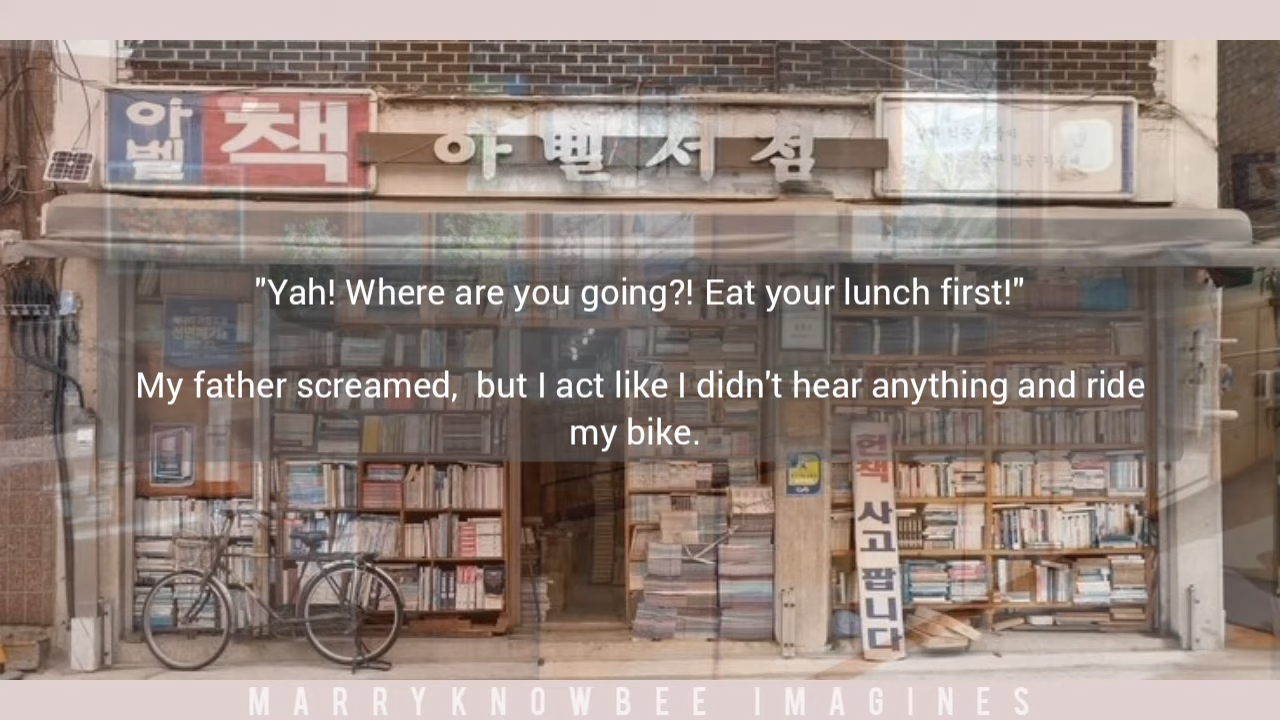 아벨
책
아벨서점
"Yah! Where are you going?! Eat your lunch first!"
My father screamed,  but I act like I didn't hear anything and ride
my bike.
헌책 사고 팝니다
MARRYKNOWBEE IMAGINES